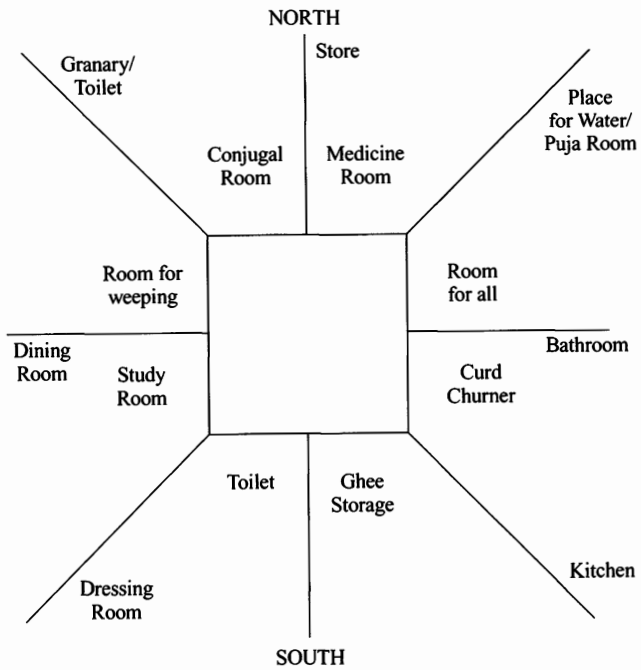 NORTH
Store
Granary/
Toilet
Place
for Water/
Puja Room
Conjugal
Room
Medicine
Room
Room for
weeping
Room
for all
Dining
Room
Study
Room
Bathroom
Curd
Churner
Toilet
Ghee
Storage
Dressing
Room
Kitchen
SOUTH